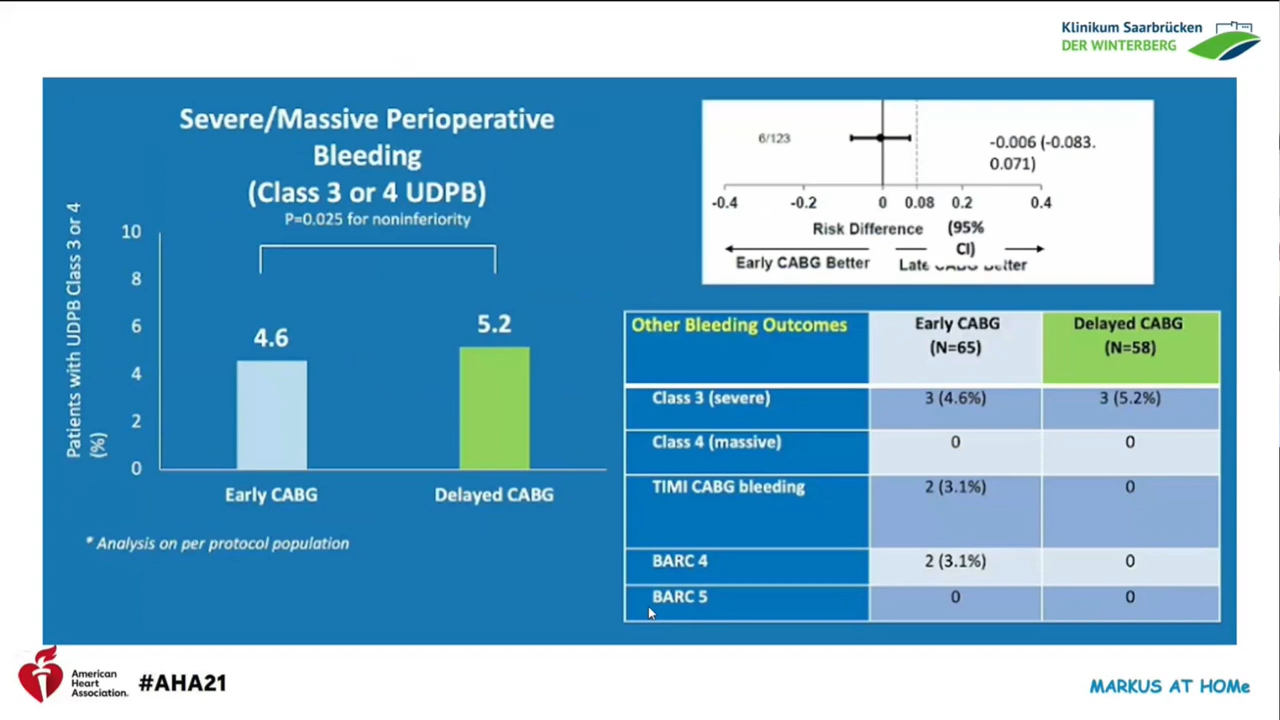 Klinikum Saarbrücken
DER WINTERBERG
Severe/Massive Perioperative
Bleeding
(Class 3 or 4 UDPB)
P=0.025 for noninferiority
Patients with UDPB Class 3 or 4
(%)
10
8
6
4
2
0
4.6
5.2
Early CABG
Delayed CABG
* Analysis on per protocol population
6/123
-0.006 (-0.083.
0.071)
-0.4
-0.2
0
0.08
0.2
0.4
Risk Difference
(95%
CI)
Early CABG Better
Late CABG Better
Other Bleeding Outcomes
Early CABG
(N=65)
Delayed CABG
(N=58)
Class 3 (severe)
3 (4.6%)
3 (5.2%)
Class 4 (massive)
0
0
TIMI CABG bleeding
2 (3.1%)
0
BARC 4
2 (3.1%)
0
BARC 5
0
0
American
Heart
Association.
#AHA21
MARKUS AT HOMe